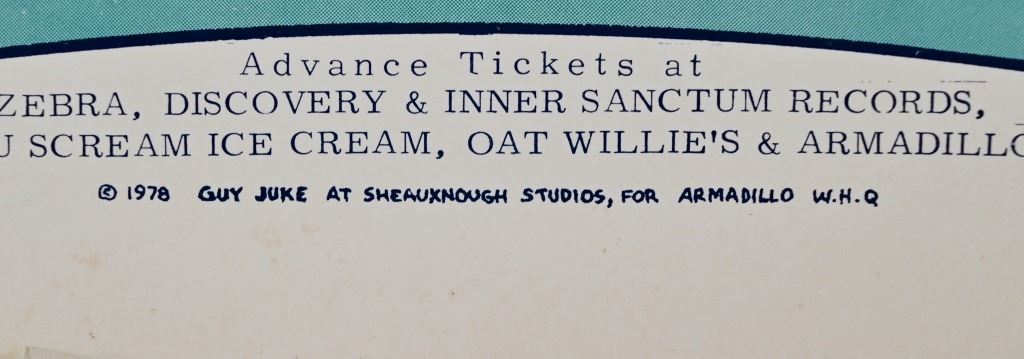 Advance Tickets at
ZEBRA, DISCOVERY & INNER SANCTUM RECORDS,
U SCREAM ICE CREAM, OAT WILLIE'S & ARMADILLO
© 1978 GUY JUKE AT SHEAUXNOUGH STUDIOS, FOR ARMADILLO W.H.Q